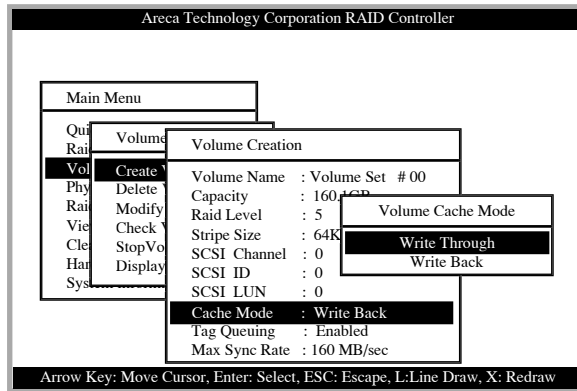 Areca Technology Corporation RAID Controller
Main Menu
Volume
Create
Delete
Modify
Check
StopVo
Display
Volume Creation
Volume Name : Volume Set # 00
Capacity : 160.1GB
Raid Level : 5
Stripe Size : 64K
SCSI Channel : 0
SCSI ID : 0
SCSI LUN : 0
Cache Mode : Write Back
Tag Queuing : Enabled
Max Sync Rate : 160 MB/sec
Volume Cache Mode
Write Through
Write Back
Arrow Key: Move Cursor, Enter: Select, ESC: Escape, L:Line Draw, X: Redraw